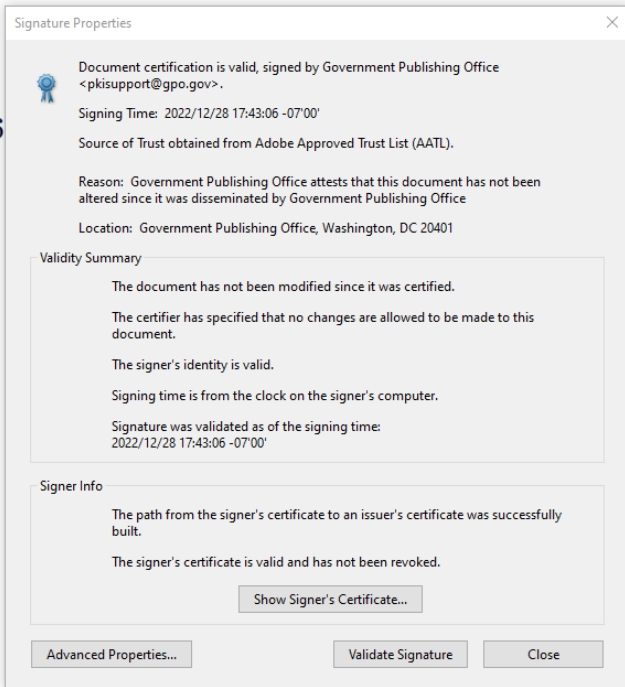 Signature Properties
Document certification is valid, signed by Government Publishing Office
<pkisupport@gpo.gov>.
Signing Time:  2022/12/28 17:43:06 -07'00'
Source of Trust obtained from Adobe Approved Trust List (AATL).
Reason:  Government Publishing Office attests that this document has not been
altered since it was disseminated by Government Publishing Office
Location:  Government Publishing Office, Washington, DC 20401
Validity Summary
The document has not been modified since it was certified.
The certifier has specified that no changes are allowed to be made to this
document.
The signer's identity is valid.
Signing time is from the clock on the signer's computer.
Signature was validated as of the signing time:
2022/12/28 17:43:06 -07'00'
Signer Info
The path from the signer's certificate to an issuer's certificate was successfully
built.
The signer's certificate is valid and has not been revoked.
Show Signer's Certificate...
Advanced Properties...
Validate Signature
Close